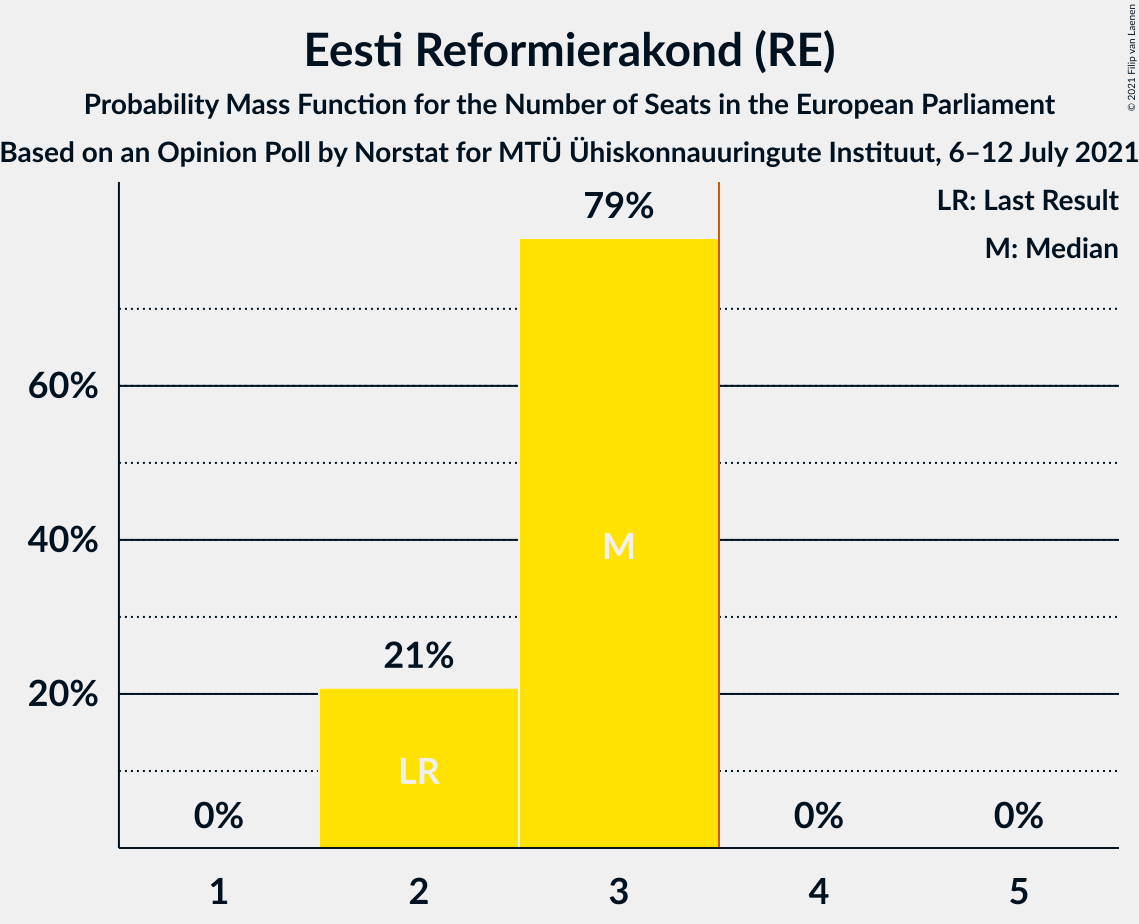 Eesti Reformierakond (RE)
Probability Mass Function for the Number of Seats in the European Parliament
Based on an Opinion Poll by Norstat for MTÜ Ühiskonnauuringute Instituut, 6–12 July 2021
© 2021 Filip van Laenen
LR: Last Result
M: Median
79%
60%
M
40%
21%
20%
LR
0%
0%
0%
1
2
3
4
5